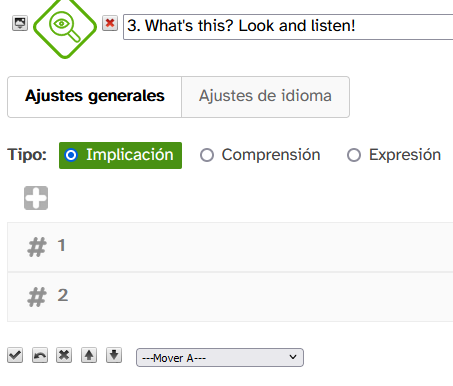 3. What's this? Look and listen!
Ajustes generales Ajustes de idioma
Tipo: Implicación Comprensión Expresión
# 1
# 2
---Mover A---